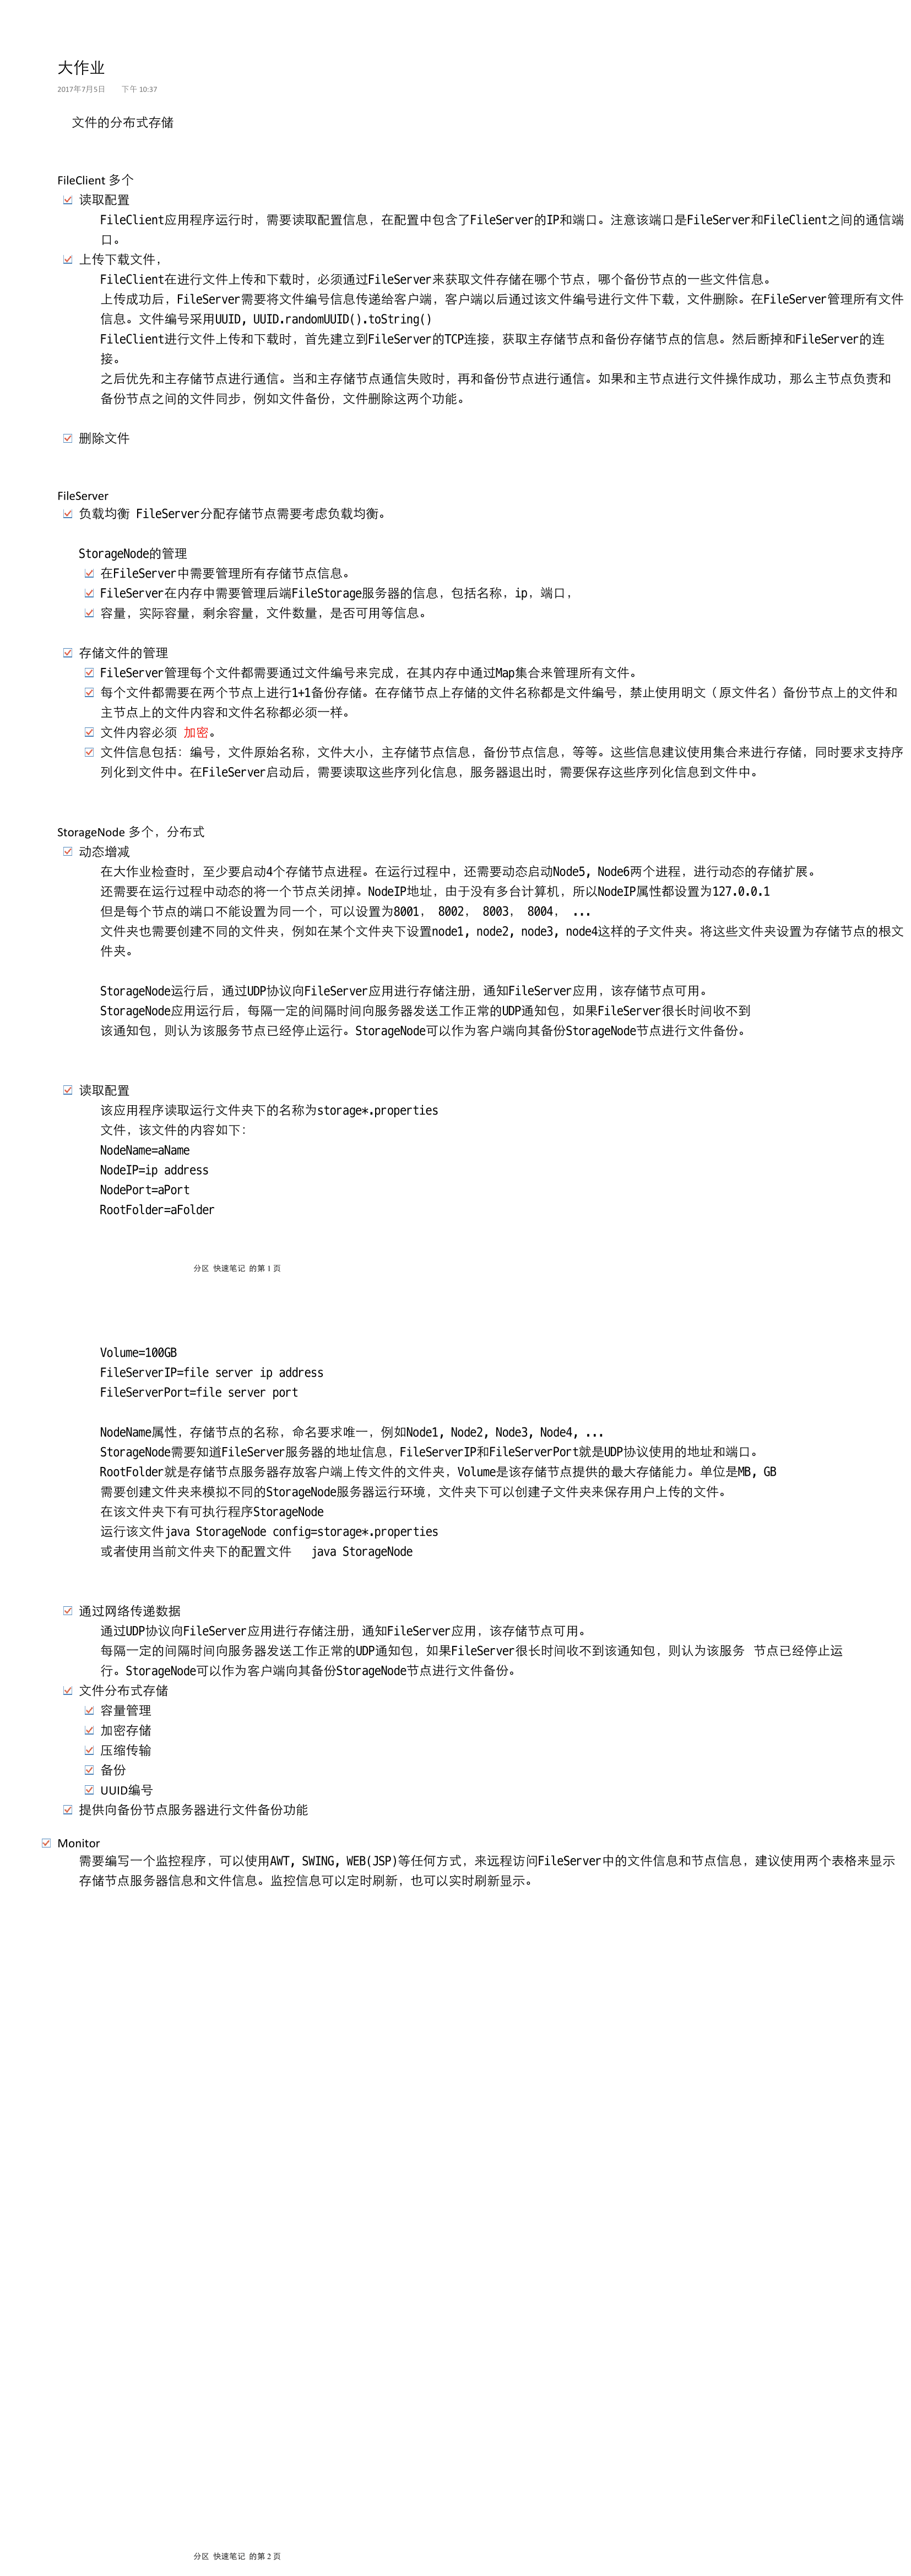 大作业
2017年7月5日 下午 10:37
文件的分布式存储
FileClient 多个
读取配置
FileClient应用程序运行时，需要读取配置信息，在配置中包含了FileServer的IP和端口。注意该端口是FileServer和FileClient之间的通信端
口。
上传下载文件，
FileClient在进行文件上传和下载时，必须通过FileServer来获取文件存储在哪个节点，哪个备份节点的一些文件信息。
上传成功后，FileServer需要将文件编号信息传递给客户端，客户端以后通过该文件编号进行文件下载，文件删除。在FileServer管理所有文件
信息。文件编号采用UUID, UUID.randomUUID().toString()
FileClient进行文件上传和下载时，首先建立到FileServer的TCP连接，获取主存储节点和备份存储节点的信息。然后断掉和FileServer的连
接。
之后优先和主存储节点进行通信。当和主存储节点通信失败时，再和备份节点进行通信。如果和主节点进行文件操作成功，那么主节点负责和
备份节点之间的文件同步，例如文件备份，文件删除这两个功能。
删除文件
FileServer
负载均衡 FileServer分配存储节点需要考虑负载均衡。
StorageNode的管理
在FileServer中需要管理所有存储节点信息。
FileServer在内存中需要管理后端FileStorage服务器的信息，包括名称，ip，端口，
容量，实际容量，剩余容量，文件数量，是否可用等信息。
存储文件的管理
FileServer管理每个文件都需要通过文件编号来完成，在其内存中通过Map集合来管理所有文件。
每个文件都需要在两个节点上进行1+1备份存储。在存储节点上存储的文件名称都是文件编号，禁止使用明文（原文件名）备份节点上的文件和
主节点上的文件内容和文件名称都必须一样。
文件内容必须 加密。
文件信息包括：编号，文件原始名称，文件大小，主存储节点信息，备份节点信息，等等。这些信息建议使用集合来进行存储，同时要求支持序
列化到文件中。在FileServer启动后，需要读取这些序列化信息，服务器退出时，需要保存这些序列化信息到文件中。
StorageNode 多个，分布式
动态增减
在大作业检查时，至少要启动4个存储节点进程。在运行过程中，还需要动态启动Node5, Node6两个进程，进行动态的存储扩展。
还需要在运行过程中动态的将一个节点关闭掉。NodeIP地址，由于没有多台计算机，所以NodeIP属性都设置为127.0.0.1
但是每个节点的端口不能设置为同一个，可以设置为8001， 8002， 8003， 8004， ...
文件夹也需要创建不同的文件夹，例如在某个文件夹下设置node1, node2, node3, node4这样的子文件夹。将这些文件夹设置为存储节点的根文
件夹。
StorageNode运行后，通过UDP协议向FileServer应用进行存储注册，通知FileServer应用，该存储节点可用。
StorageNode应用运行后，每隔一定的间隔时间向服务器发送工作正常的UDP通知包，如果FileServer很长时间收不到
该通知包，则认为该服务节点已经停止运行。StorageNode可以作为客户端向其备份StorageNode节点进行文件备份。
读取配置
该应用程序读取运行文件夹下的名称为storage*.properties
文件，该文件的内容如下：
NodeName=aName
NodeIP=ip address
NodePort=aPort
RootFolder=aFolder
分区 快速笔记 的第 1 页
Volume=100GB
FileServerIP=file server ip address
FileServerPort=file server port
NodeName属性，存储节点的名称，命名要求唯一，例如Node1, Node2, Node3, Node4, ...
StorageNode需要知道FileServer服务器的地址信息，FileServerIP和FileServerPort就是UDP协议使用的地址和端口。
RootFolder就是存储节点服务器存放客户端上传文件的文件夹，Volume是该存储节点提供的最大存储能力。单位是MB, GB
需要创建文件夹来模拟不同的StorageNode服务器运行环境，文件夹下可以创建子文件夹来保存用户上传的文件。
在该文件夹下有可执行程序StorageNode
运行该文件java StorageNode config=storage*.properties
或者使用当前文件夹下的配置文件 java StorageNode
通过网络传递数据
通过UDP协议向FileServer应用进行存储注册，通知FileServer应用，该存储节点可用。
每隔一定的间隔时间向服务器发送工作正常的UDP通知包，如果FileServer很长时间收不到该通知包，则认为该服务 节点已经停止运
行。StorageNode可以作为客户端向其备份StorageNode节点进行文件备份。
文件分布式存储
容量管理
加密存储
压缩传输
备份
UUID编号
提供向备份节点服务器进行文件备份功能
Monitor
需要编写一个监控程序，可以使用AWT, SWING, WEB(JSP)等任何方式，来远程访问FileServer中的文件信息和节点信息，建议使用两个表格来显示
存储节点服务器信息和文件信息。监控信息可以定时刷新，也可以实时刷新显示。
分区 快速笔记 的第 2 页